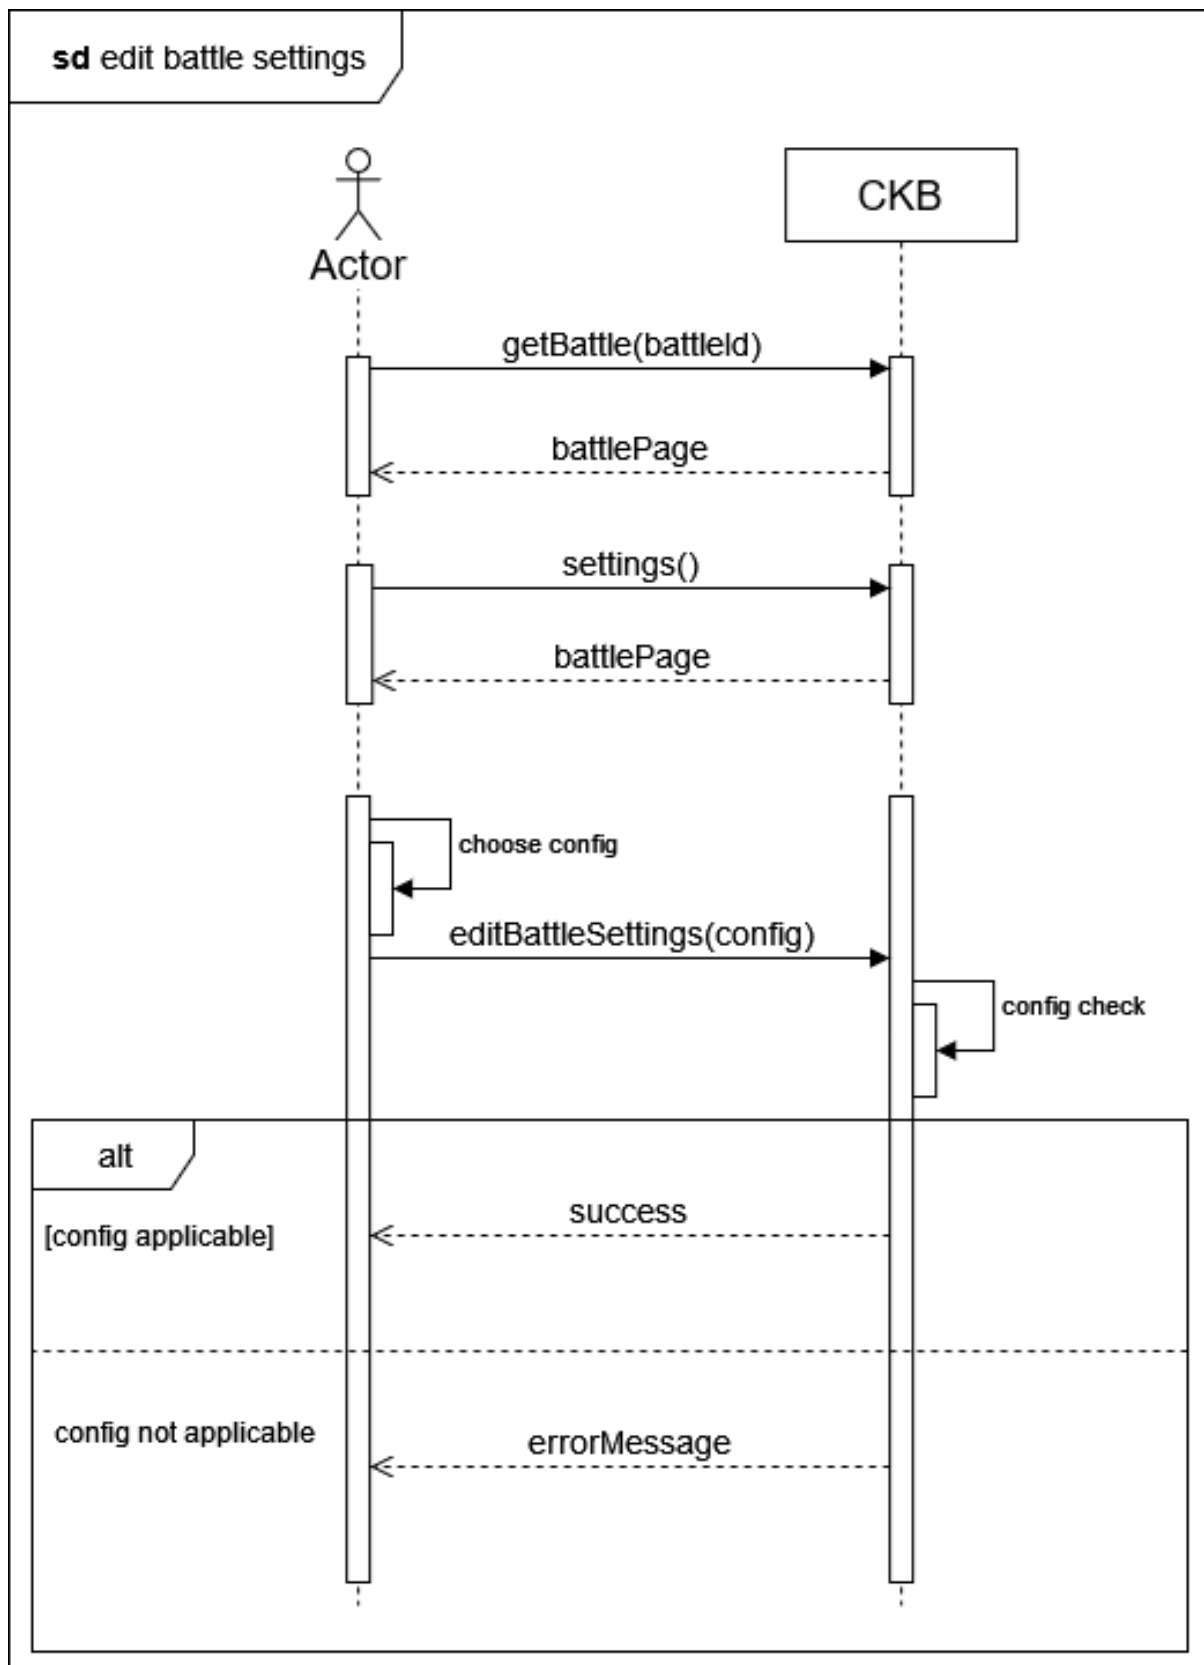 sd edit battle settings
Actor
CKB
getBattle(battleId)
battlePage
settings()
battlePage
choose config
editBattleSettings(config)
config check
alt
success
[config applicable]
config not applicable
errorMessage